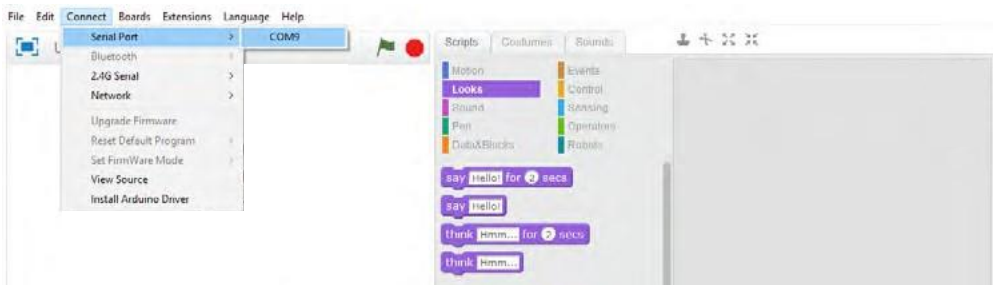 File Edit Connect Boards Extensions Language Help
Serial Port > COM9
Bluetooth >
2.4G Serial >
Network >
Upgrade Firmware
Reset Default Program >
Set FirmWare Mode >
View Source
Install Arduino Driver
U
Scripts Costumes Sounds
Motion Events
Looks Control
Sound Sensing
Pen Operators
Data&Blocks Robots
say Hello! for 2 secs
say Hello!
think Hmm... for 2 secs
think Hmm...